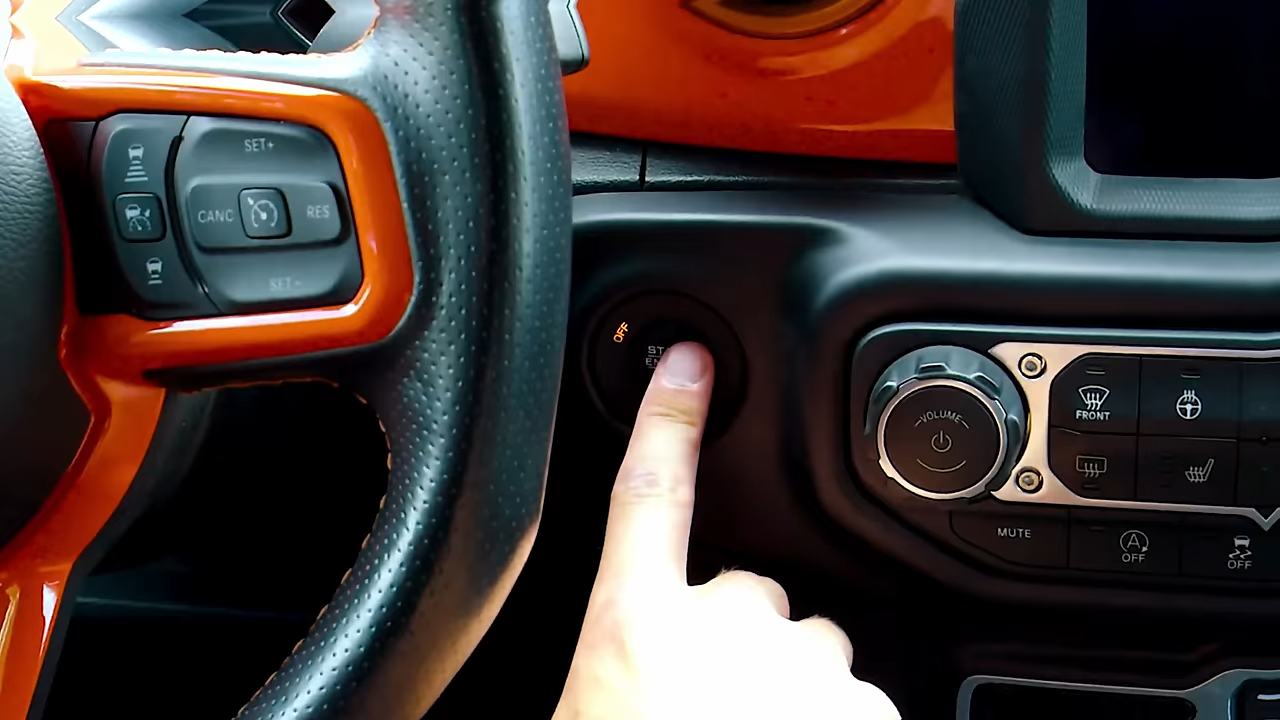 SET+
CANC
RES
SET-
OFF
VOLUME
FRONT
MUTE
A
OFF
OFF